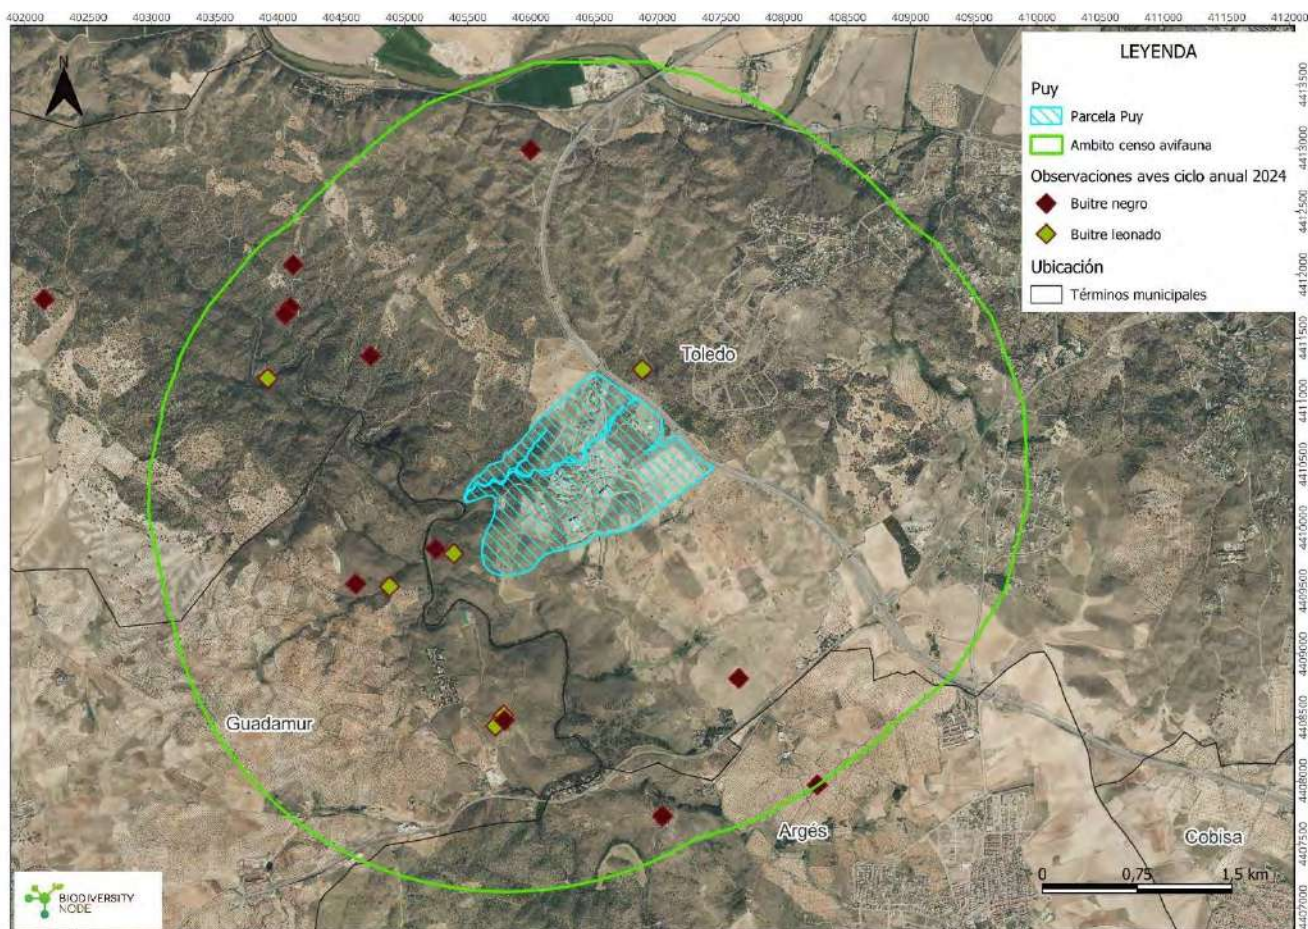 402000 402500 403000 403500 404000 404500 405000 405500 406000 406500 407000 407500 408000 408500 409000 409500 410000 410500 411000 411500 412000
N
LEYENDA
Puy
Parcela Puy
Ambito censo avifauna
Observaciones aves ciclo anual 2024
Buitre negro
Buitre leonado
Ubicación
Términos municipales
4413500
4413000
4412500
4412000
4411500
4411000
4410500
4410000
4409500
4409000
4408500
4408000
4407500
4407000
Toledo
Guadamur
Argés
Cobisa
0 0,75 1,5 km
BIODIVERSITY
NODE